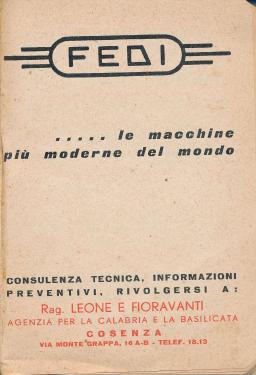 FEDI
..... le macchine
più moderne del mondo
CONSULENZA TECNICA, INFORMAZIONI
PREVENTIVI, RIVOLGERSI A:
Rag. LEONE E FIORAVANTI
AGENZIA PER LA CALABRIA E LA BASILICATA
COSENZA
VIA MONTE GRAPPA, 16 A-B - TELEF. 18.13